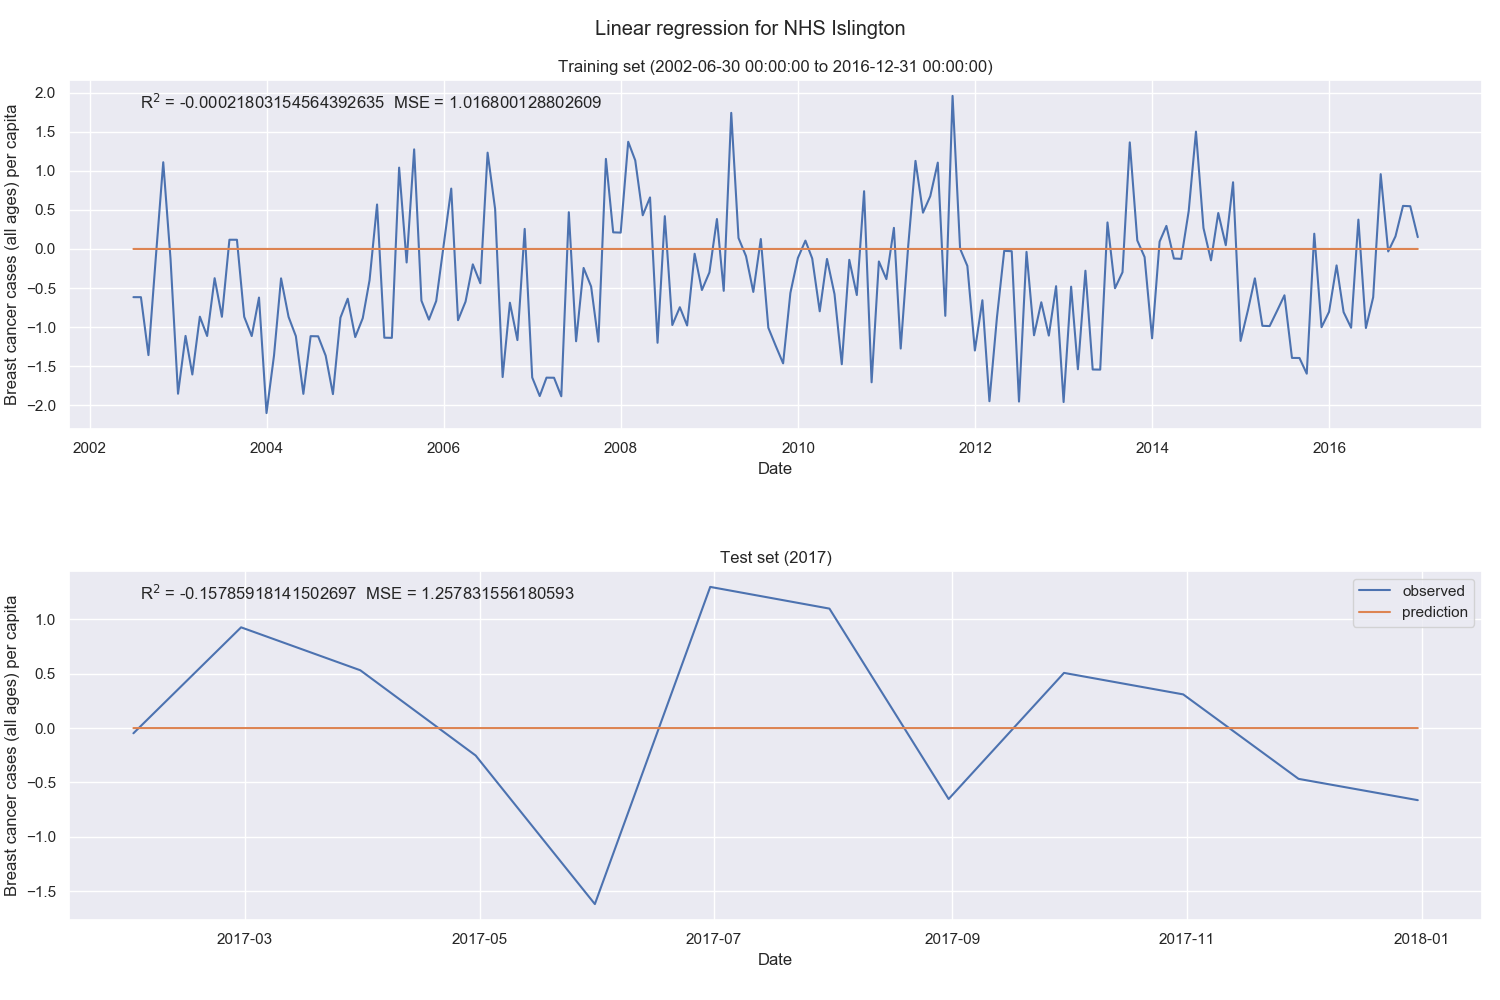 Linear regression for NHS Islington
Training set (2002-06-30 00:00:00 to 2016-12-31 00:00:00)
R² = -0.00021803154564392635 MSE = 1.016800128802609
Breast cancer cases (all ages) per capita
2.0
1.5
1.0
0.5
0.0
−0.5
−1.0
−1.5
−2.0
2002 2004 2006 2008 2010 2012 2014 2016
Date
Test set (2017)
R² = -0.15785918141502697 MSE = 1.257831556180593
observed
prediction
Breast cancer cases (all ages) per capita
1.0
0.5
0.0
−0.5
−1.0
−1.5
2017-03 2017-05 2017-07 2017-09 2017-11 2018-01
Date